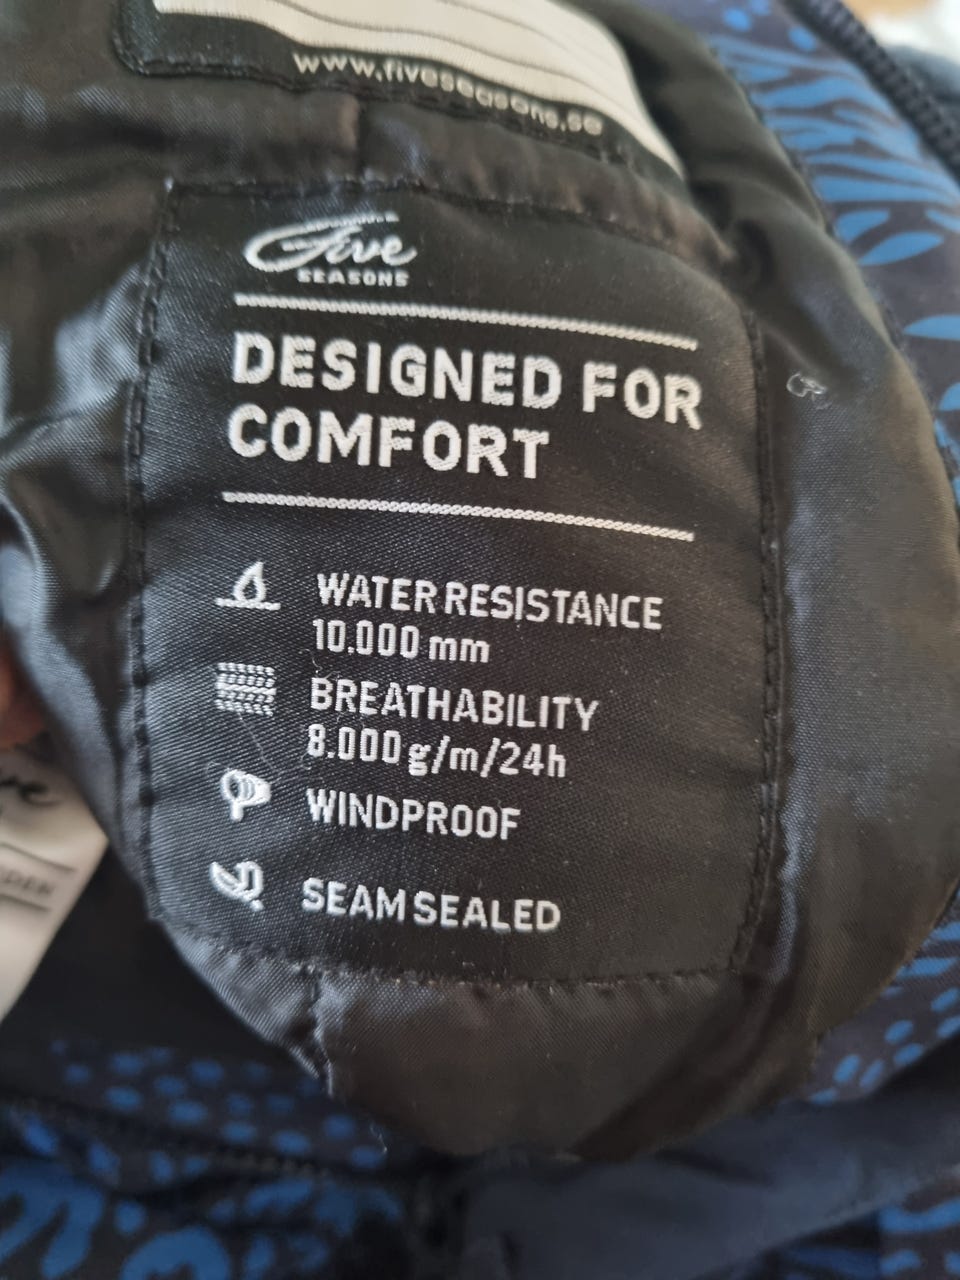 www.fiveseasons.se
Five
SEASONS
DESIGNED FOR
COMFORT
WATER RESISTANCE
10.000 mm
BREATHABILITY
8.000 g/m/24h
WINDPROOF
SEAM SEALED